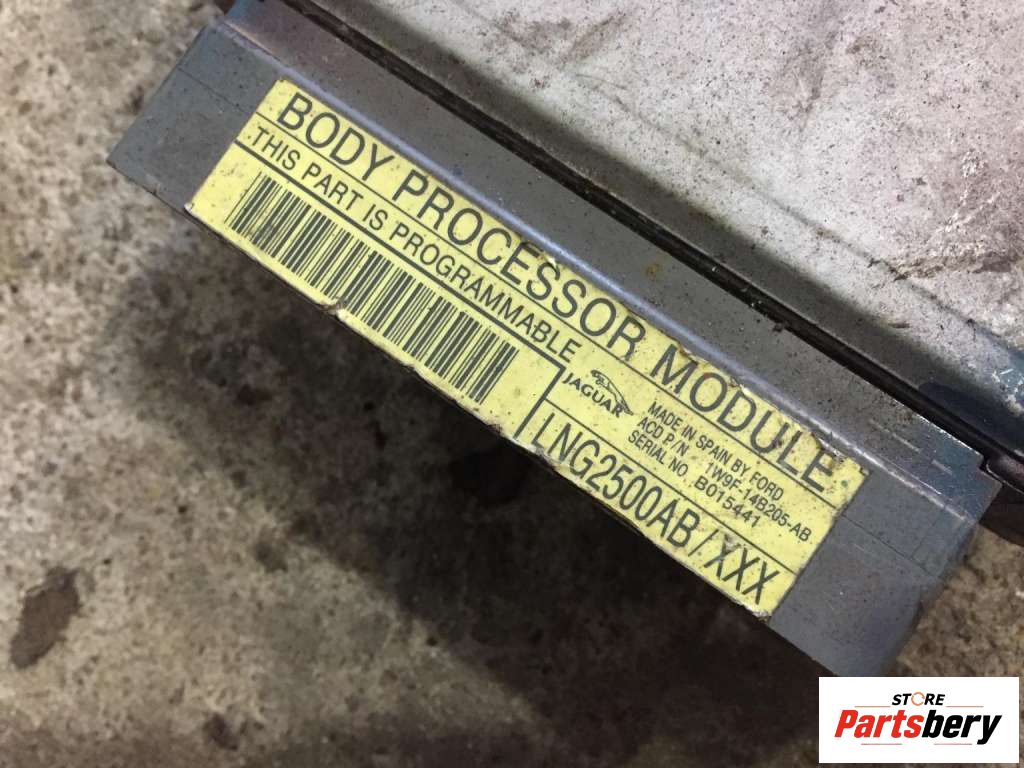 BODY PROCESSOR MODULE
THIS PART IS PROGRAMMABLE
JAGUAR
MADE IN SPAIN BY FORD
ACD P/N 1W9F-14B205-AB
SERIAL NO. B015441
LNG2500AB/XXX
STORE
Partsbery